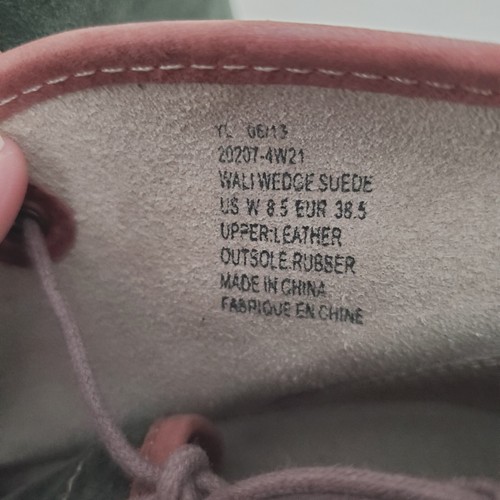 YL 06/13
20207-4W21
WALI WEDGE SUEDE
US W 8.5 EUR 38.5
UPPER:LEATHER
OUTSOLE:RUBBER
MADE IN CHINA
FABRIQUE EN CHINE